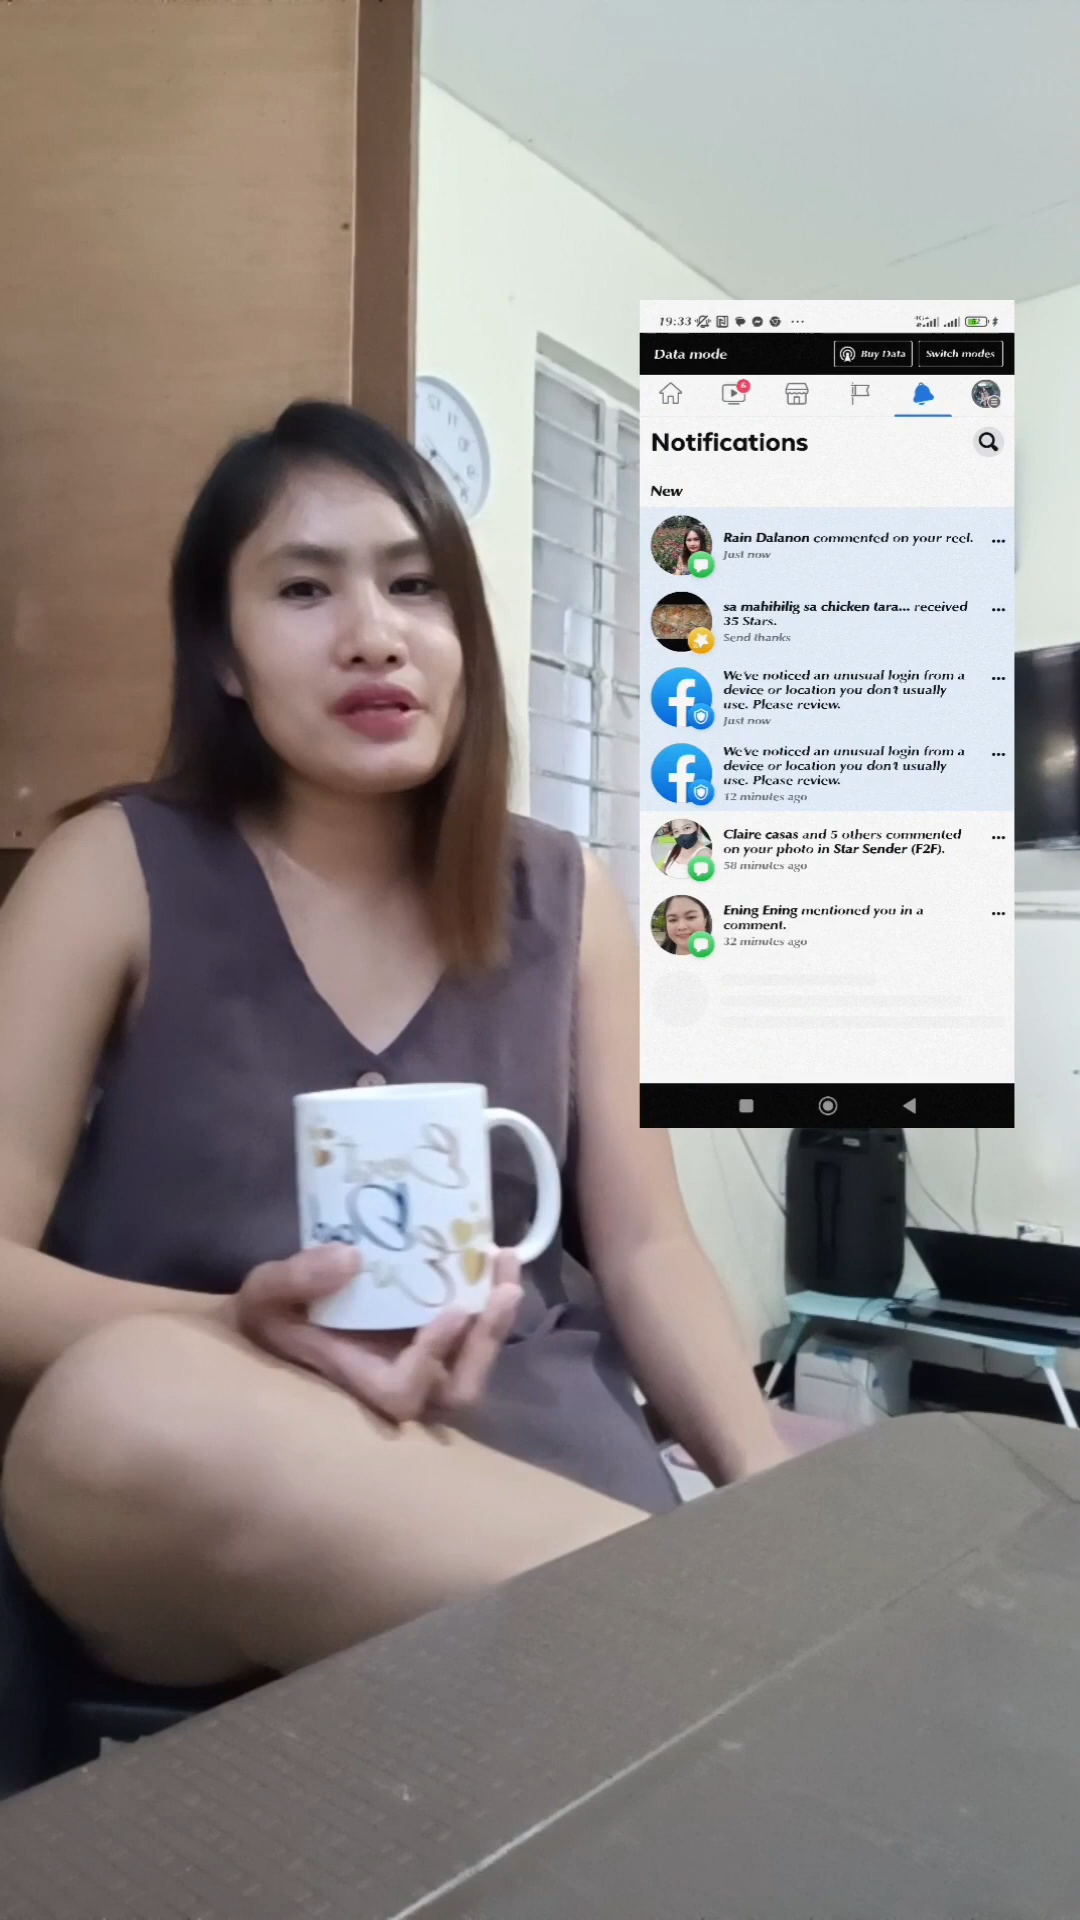 19:33
Data mode
Buy Data
Switch modes
6
Notifications
New
Rain Dalanon commented on your reel.
Just now
sa mahihilig sa chicken tara... received
35 Stars.
Send thanks
We've noticed an unusual login from a
device or location you don't usually
use. Please review.
Just now
We've noticed an unusual login from a
device or location you don't usually
use. Please review.
12 minutes ago
Claire casas and 5 others commented
on your photo in Star Sender (F2F).
58 minutes ago
Ening Ening mentioned you in a
comment.
32 minutes ago
Good